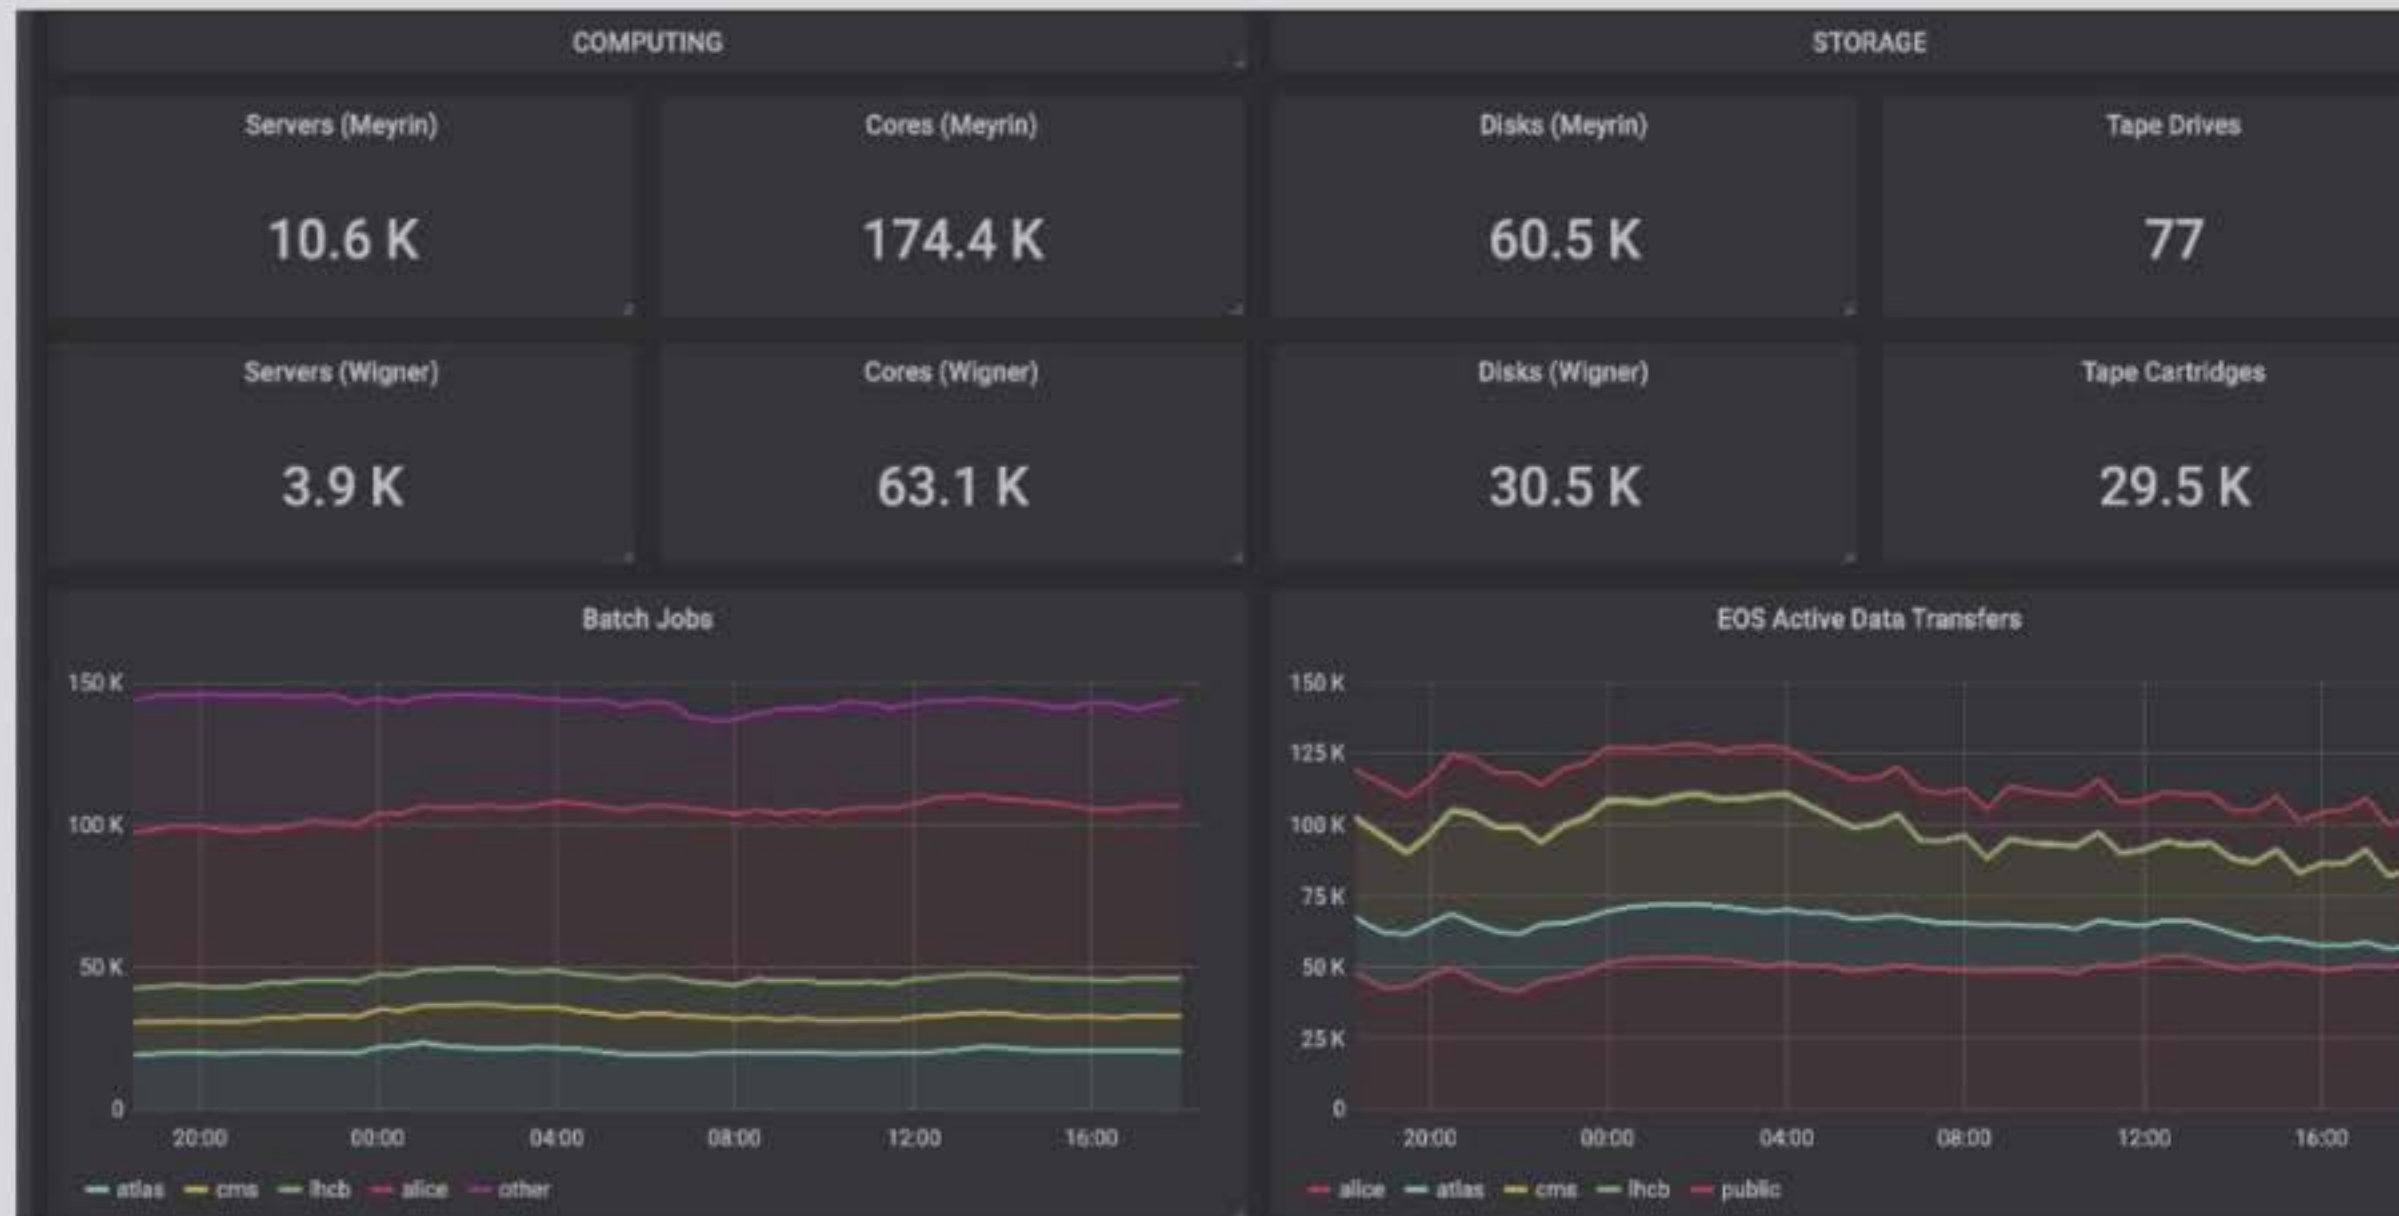 COMPUTING
STORAGE
Servers (Meyrin)
Cores (Meyrin)
Disks (Meyrin)
Tape Drives
10.6 K
174.4 K
60.5 K
77
Servers (Wigner)
Cores (Wigner)
Disks (Wigner)
Tape Cartridges
3.9 K
63.1 K
30.5 K
29.5 K
Batch Jobs
150 K
100 K
50 K
0
20:00
00:00
04:00
08:00
12:00
16:00
atlas
cms
lhcb
alice
other
EOS Active Data Transfers
150 K
125 K
100 K
75 K
50 K
25 K
0
20:00
00:00
04:00
08:00
12:00
16:00
alice
atlas
cms
lhcb
public